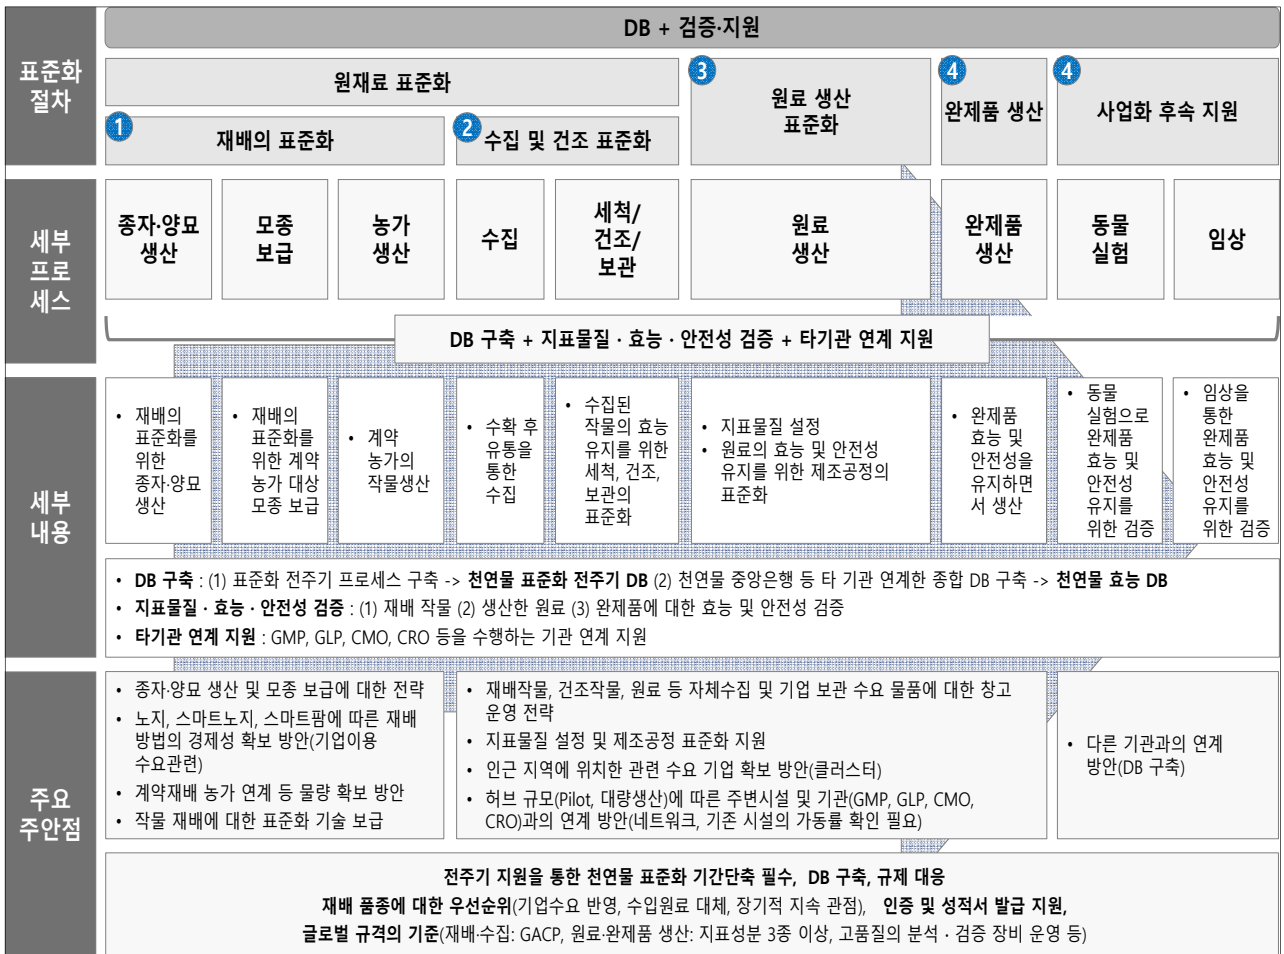 표준화
절차
DB + 검증·지원
원재료 표준화
1
재배의 표준화
2
수집 및 건조 표준화
3
원료 생산
표준화
4
완제품 생산
4
사업화 후속 지원
세부
프로
세스
종자·양묘
생산
모종
보급
농가
생산
수집
세척/
건조/
보관
원료
생산
완제품
생산
동물
실험
임상
DB 구축 + 지표물질 · 효능 · 안전성 검증 + 타기관 연계 지원
세부
내용
• 재배의
표준화를
위한
종자·양묘
생산
• 재배의
표준화를
위한 계약
농가 대상
모종 보급
• 계약
농가의
작물생산
• 수확 후
유통을
통한
수집
• 수집된
작물의 효능
유지를 위한
세척, 건조,
보관의
표준화
• 지표물질 설정
• 원료의 효능 및 안전성
유지를 위한 제조공정의
표준화
• 완제품
효능 및
안전성을
유지하면
서 생산
• 동물
실험으로
완제품
효능 및
안전성
유지를
위한 검증
• 임상을
통한
완제품
효능 및
안전성
유지를
위한 검증
• DB 구축 : (1) 표준화 전주기 프로세스 구축 -> 천연물 표준화 전주기 DB (2) 천연물 중앙은행 등 타 기관 연계한 종합 DB 구축 -> 천연물 효능 DB
• 지표물질 · 효능 · 안전성 검증 : (1) 재배 작물 (2) 생산한 원료 (3) 완제품에 대한 효능 및 안전성 검증
• 타기관 연계 지원 : GMP, GLP, CMO, CRO 등을 수행하는 기관 연계 지원
주요
주안점
• 종자·양묘 생산 및 모종 보급에 대한 전략
• 노지, 스마트노지, 스마트팜에 따른 재배
방법의 경제성 확보 방안(기업이용
수요관련)
• 계약재배 농가 연계 등 물량 확보 방안
• 작물 재배에 대한 표준화 기술 보급
• 재배작물, 건조작물, 원료 등 자체수집 및 기업 보관 수요 물품에 대한 창고
운영 전략
• 지표물질 설정 및 제조공정 표준화 지원
• 인근 지역에 위치한 관련 수요 기업 확보 방안(클러스터)
• 허브 규모(Pilot, 대량생산)에 따른 주변시설 및 기관(GMP, GLP, CMO,
CRO)과의 연계 방안(네트워크, 기존 시설의 가동률 확인 필요)
• 다른 기관과의 연계
방안(DB 구축)
전주기 지원을 통한 천연물 표준화 기간단축 필수, DB 구축, 규제 대응
재배 품종에 대한 우선순위(기업수요 반영, 수입원료 대체, 장기적 지속 관점), 인증 및 성적서 발급 지원,
글로벌 규격의 기준(재배·수집: GACP, 원료·완제품 생산: 지표성분 3종 이상, 고품질의 분석 · 검증 장비 운영 등)